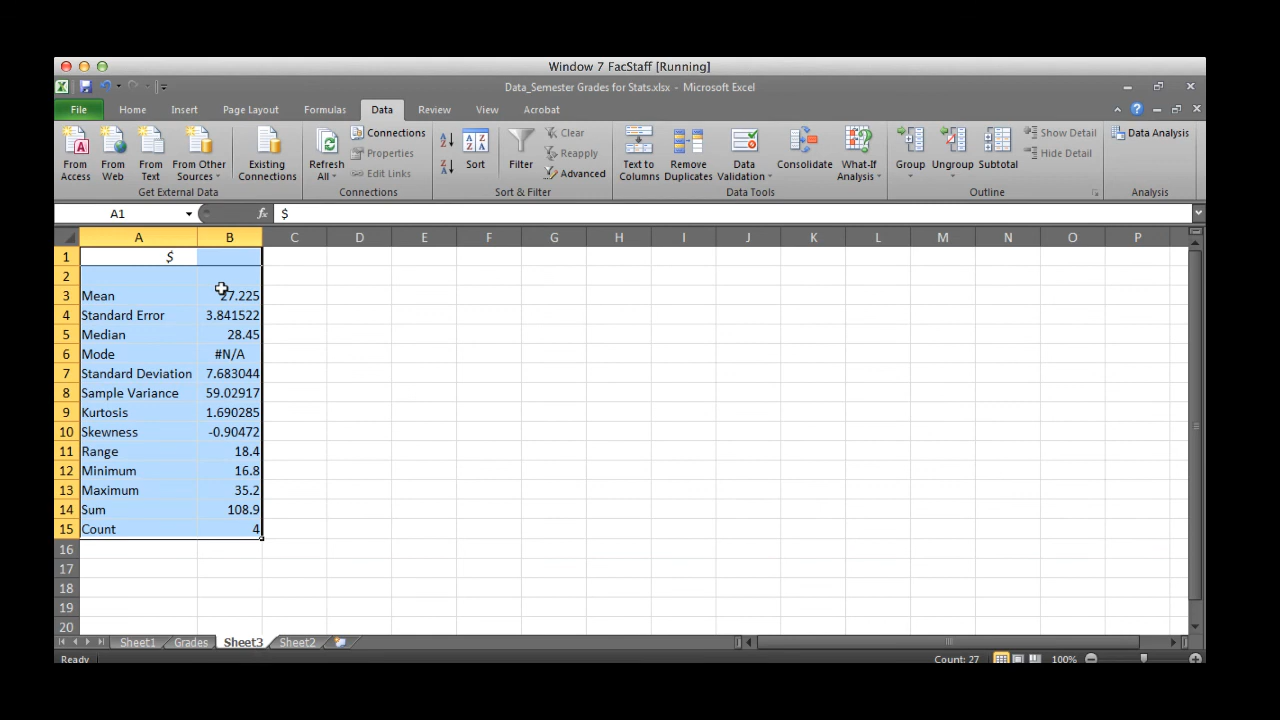 Window 7 FacStaff [Running]
Data_Semester Grades for Stats.xlsx - Microsoft Excel
File Home Insert Page Layout Formulas Data Review View Acrobat
From Access
From Web
From Text
From Other Sources
Existing Connections
Get External Data
Refresh All
Connections
Properties
Edit Links
Connections
Sort
Filter
Clear
Reapply
Advanced
Sort & Filter
Text to Columns
Remove Duplicates
Data Validation
Consolidate
What-If Analysis
Data Tools
Group
Ungroup
Subtotal
Show Detail
Hide Detail
Outline
Data Analysis
Analysis
A1 fx $
A B C D E F G H I J K L M N O P
1 $
2
3 Mean 27.225
4 Standard Error 3.841522
5 Median 28.45
6 Mode #N/A
7 Standard Deviation 7.683044
8 Sample Variance 59.02917
9 Kurtosis 1.690285
10 Skewness -0.90472
11 Range 18.4
12 Minimum 16.8
13 Maximum 35.2
14 Sum 108.9
15 Count 4
16
17
18
19
20
Sheet1 Grades Sheet3 Sheet2
Ready Count: 27 100%